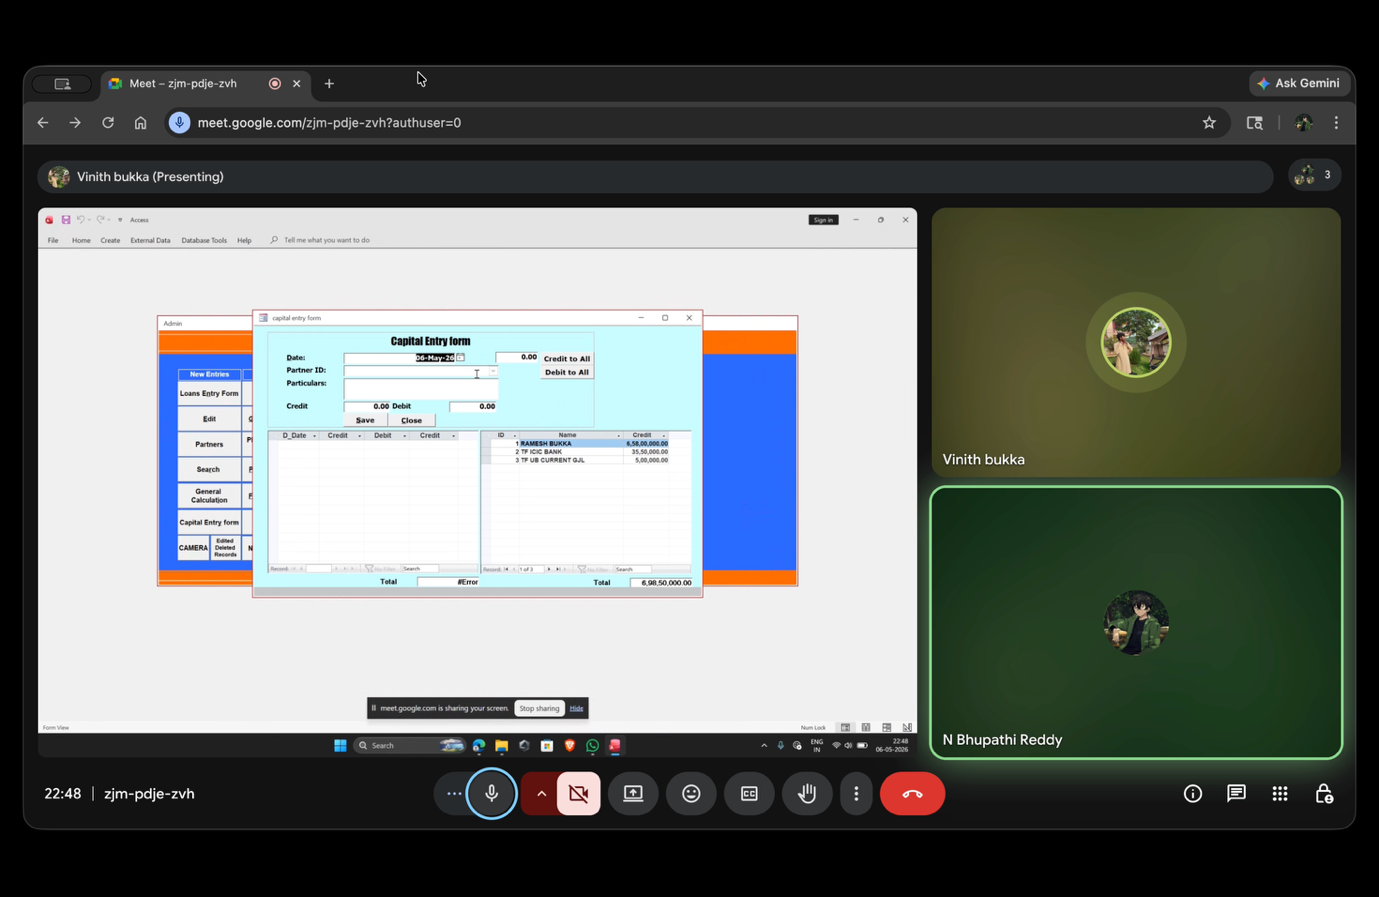 Meet – zjm-pdje-zvh
Ask Gemini
meet.google.com/zjm-pdje-zvh?authuser=0
Vinith bukka (Presenting)
3
Access
Sign in
File Home Create External Data Database Tools Help Tell me what you want to do
Admin
New Entries
Loans Entry Form
Edit
Partners
Search
General
Calculation
Capital Entry form
CAMERA
Edited
Deleted
Records
capital entry form
Capital Entry form
Date: 06-May-26 0.00 Credit to All
Partner ID: Debit to All
Particulars:
Credit 0.00 Debit 0.00
Save Close
D_Date Credit Debit Credit
ID Name Credit
1 RAMESH BUKKA 6,58,00,000.00
2 TF ICIC BANK 35,50,000.00
3 TF UB CURRENT GJL 5,00,000.00
Record: No Filter Search
Record: 1 of 3 No Filter Search
Total #Error
Total 6,98,50,000.00
meet.google.com is sharing your screen. Stop sharing Hide
Form View
Num Lock
Search
ENG
IN
22:48
06-05-2026
Vinith bukka
N Bhupathi Reddy
22:48 | zjm-pdje-zvh
CC